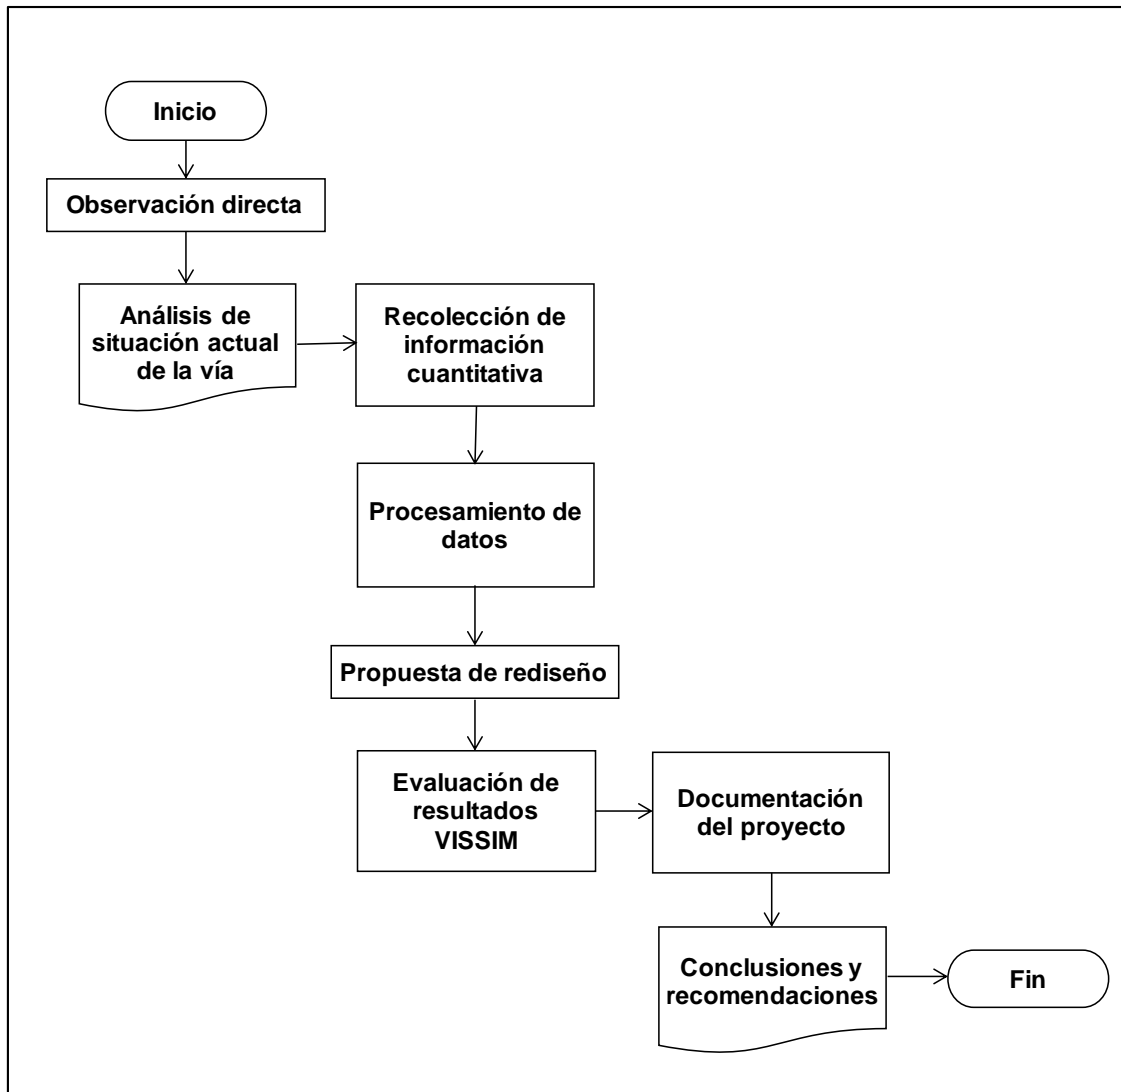 Inicio
Observación directa
Análisis de
situación actual
de la vía
Recolección de
información
cuantitativa
Procesamiento de
datos
Propuesta de rediseño
Evaluación de
resultados
VISSIM
Documentación
del proyecto
Conclusiones y
recomendaciones
Fin